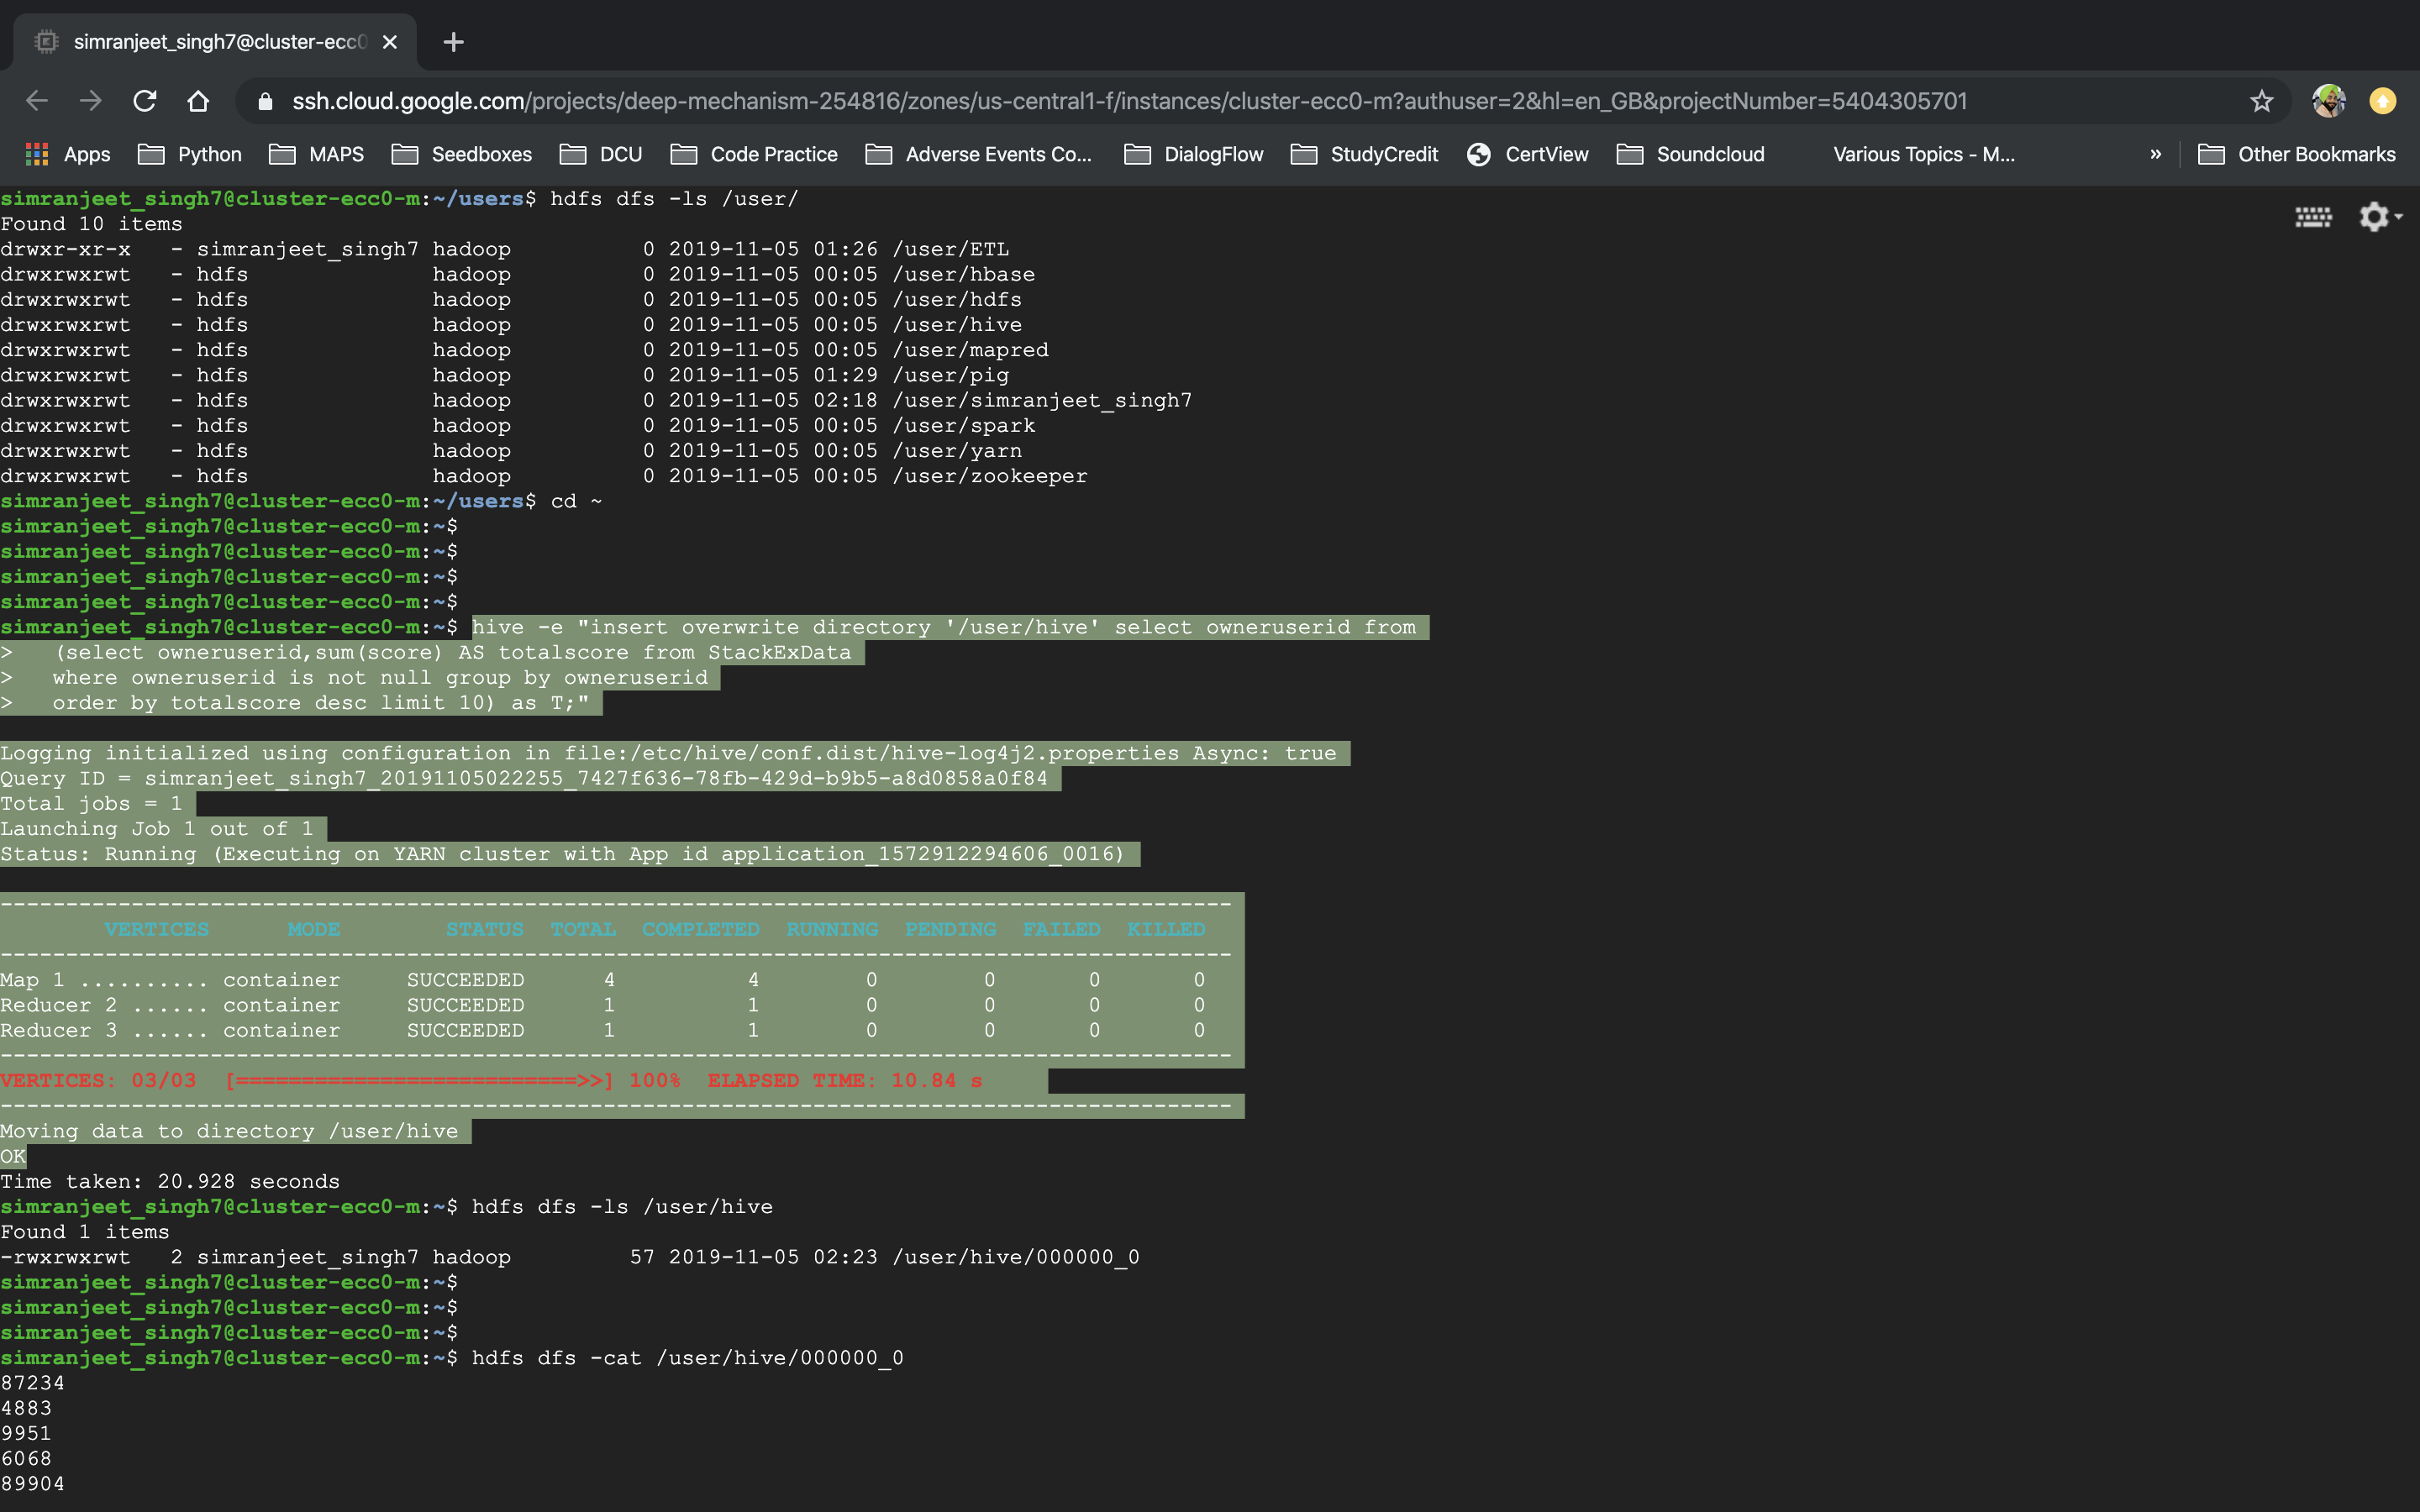 simranjeet_singh7@cluster-ecc0
ssh.cloud.google.com/projects/deep-mechanism-254816/zones/us-central1-f/instances/cluster-ecc0-m?authuser=2&hl=en_GB&projectNumber=5404305701
Apps Python MAPS Seedboxes DCU Code Practice Adverse Events Co... DialogFlow StudyCredit CertView Soundcloud Various Topics - M... » Other Bookmarks
simranjeet_singh7@cluster-ecc0-m:~/users$ hdfs dfs -ls /user/
Found 10 items
drwxr-xr-x   - simranjeet_singh7 hadoop          0 2019-11-05 01:26 /user/ETL
drwxrwxrwt   - hdfs              hadoop          0 2019-11-05 00:05 /user/hbase
drwxrwxrwt   - hdfs              hadoop          0 2019-11-05 00:05 /user/hdfs
drwxrwxrwt   - hdfs              hadoop          0 2019-11-05 00:05 /user/hive
drwxrwxrwt   - hdfs              hadoop          0 2019-11-05 00:05 /user/mapred
drwxrwxrwt   - hdfs              hadoop          0 2019-11-05 01:29 /user/pig
drwxrwxrwt   - hdfs              hadoop          0 2019-11-05 02:18 /user/simranjeet_singh7
drwxrwxrwt   - hdfs              hadoop          0 2019-11-05 00:05 /user/spark
drwxrwxrwt   - hdfs              hadoop          0 2019-11-05 00:05 /user/yarn
drwxrwxrwt   - hdfs              hadoop          0 2019-11-05 00:05 /user/zookeeper
simranjeet_singh7@cluster-ecc0-m:~/users$ cd ~
simranjeet_singh7@cluster-ecc0-m:~$
simranjeet_singh7@cluster-ecc0-m:~$
simranjeet_singh7@cluster-ecc0-m:~$
simranjeet_singh7@cluster-ecc0-m:~$
simranjeet_singh7@cluster-ecc0-m:~$ hive -e "insert overwrite directory '/user/hive' select owneruserid from
>   (select owneruserid,sum(score) AS totalscore from StackExData
>   where owneruserid is not null group by owneruserid
>   order by totalscore desc limit 10) as T;"
Logging initialized using configuration in file:/etc/hive/conf.dist/hive-log4j2.properties Async: true
Query ID = simranjeet_singh7_20191105022255_7427f636-78fb-429d-b9b5-a8d0858a0f84
Total jobs = 1
Launching Job 1 out of 1
Status: Running (Executing on YARN cluster with App id application_1572912294606_0016)
----------------------------------------------------------------------------------------------
        VERTICES      MODE        STATUS  TOTAL  COMPLETED  RUNNING  PENDING  FAILED  KILLED
----------------------------------------------------------------------------------------------
Map 1 .......... container     SUCCEEDED      4          4        0        0       0       0
Reducer 2 ...... container     SUCCEEDED      1          1        0        0       0       0
Reducer 3 ...... container     SUCCEEDED      1          1        0        0       0       0
----------------------------------------------------------------------------------------------
VERTICES: 03/03  [==========================>>] 100%  ELAPSED TIME: 10.84 s
----------------------------------------------------------------------------------------------
Moving data to directory /user/hive
OK
Time taken: 20.928 seconds
simranjeet_singh7@cluster-ecc0-m:~$ hdfs dfs -ls /user/hive
Found 1 items
-rwxrwxrwt   2 simranjeet_singh7 hadoop         57 2019-11-05 02:23 /user/hive/000000_0
simranjeet_singh7@cluster-ecc0-m:~$
simranjeet_singh7@cluster-ecc0-m:~$
simranjeet_singh7@cluster-ecc0-m:~$
simranjeet_singh7@cluster-ecc0-m:~$ hdfs dfs -cat /user/hive/000000_0
87234
4883
9951
6068
89904